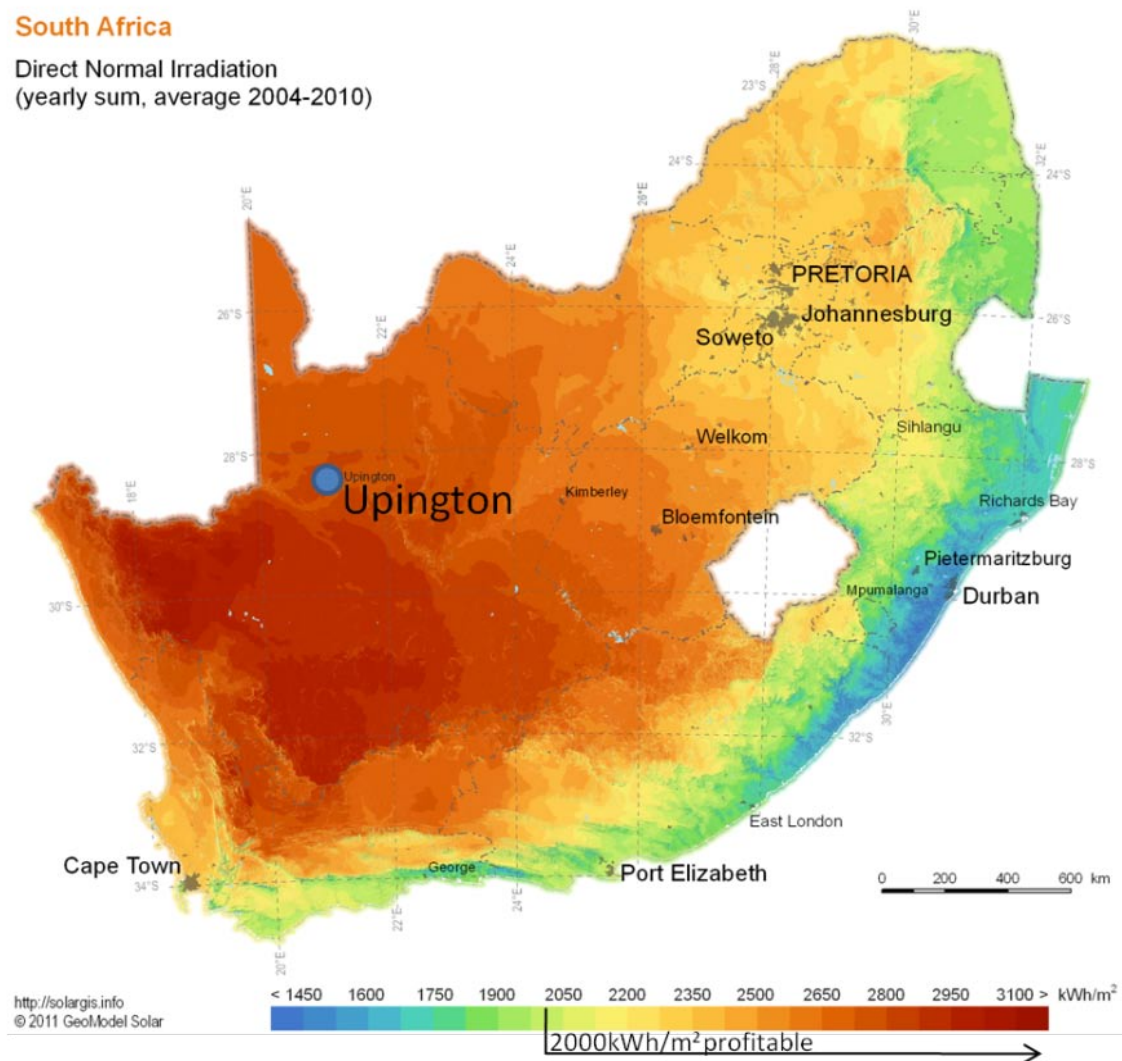 South Africa
Direct Normal Irradiation
(yearly sum, average 2004-2010)
30°E
28°E
23°S
24°S
32°E
24°S
20°E
26°E
24°E
PRETORIA
22°E
26°S
Johannesburg
26°S
Soweto
Sihlangu
Welkom
28°S
28°S
Upington
Upington
18°E
Kimberley
Richards Bay
Bloemfontein
Pietermaritzburg
Mpumalanga
Durban
30°S
30°E
32°S
32°S
East London
Cape Town
George
Port Elizabeth
34°S
22°E
24°E
20°E
0 200 400 600 km
http://solargis.info
© 2011 GeoModel Solar
< 1450 1600 1750 1900 2050 2200 2350 2500 2650 2800 2950 3100 > kWh/m²
2000kWh/m² profitable